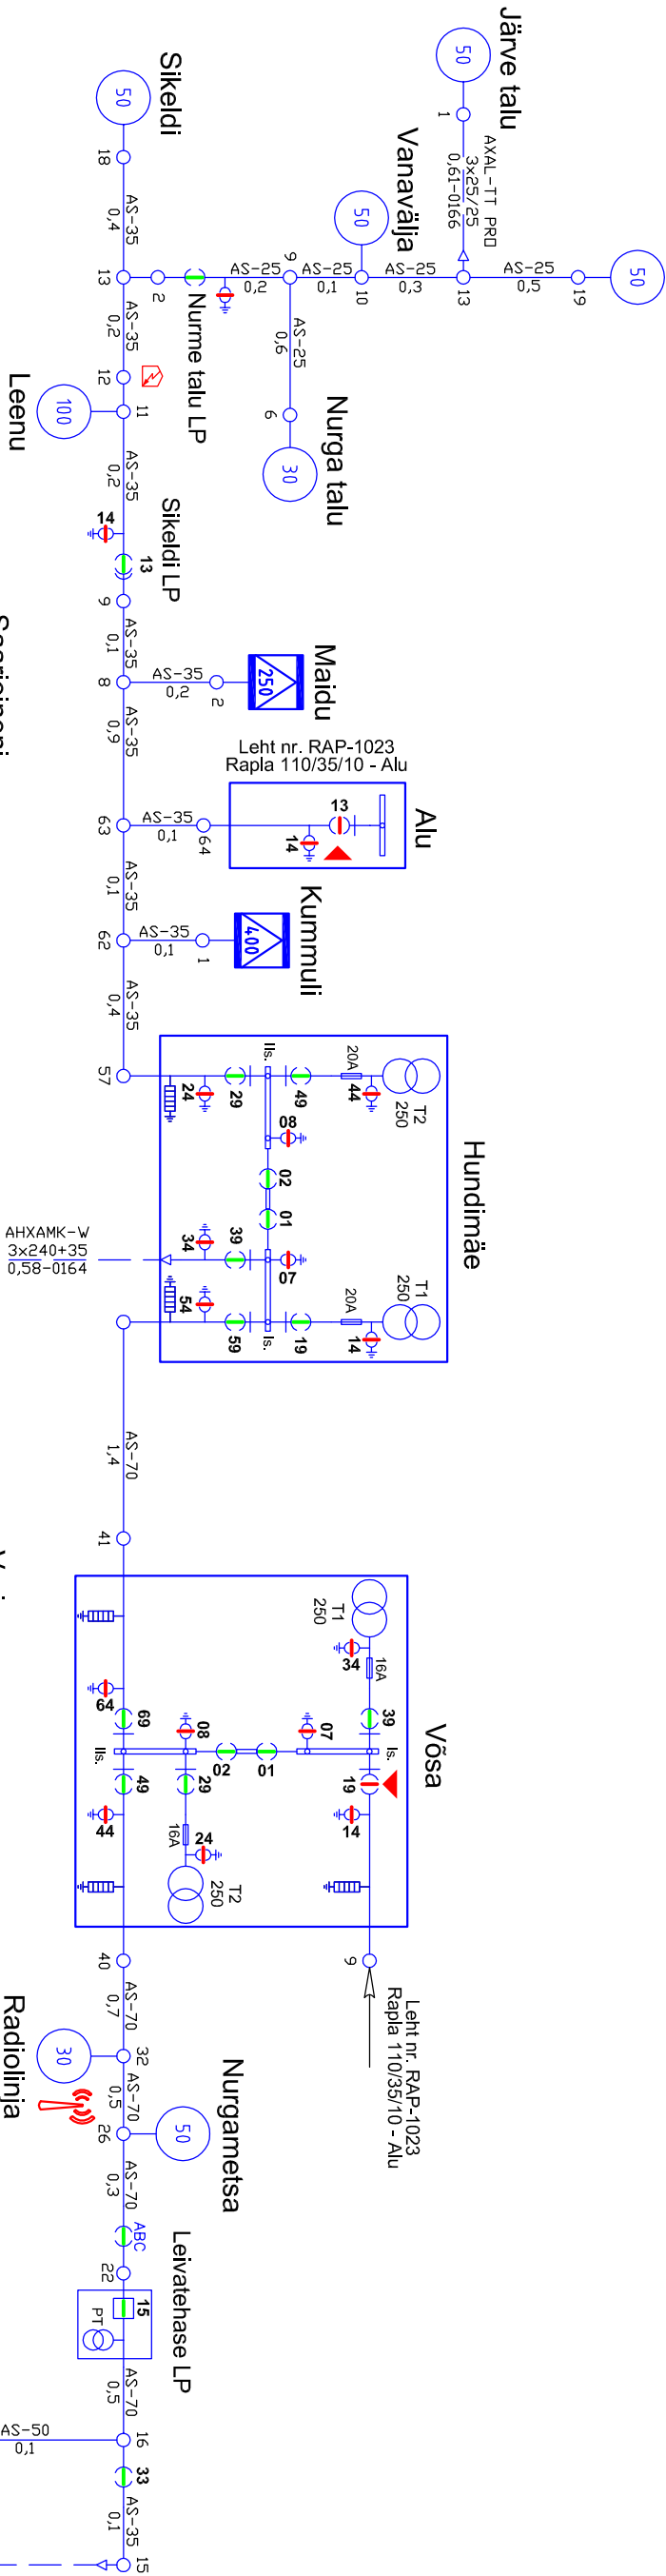 Järve talu
50
1
AXAL-TT PRO
3x25/25
0,61-0166
13
AS-25
0,5
19
50
Vanavälja
50
10
AS-25
0,3
AS-25
0,1
9
AS-25
0,2
AS-25
0,6
6
30
Nurga talu
Nurme talu LP
2
Sikeldi
50
18
AS-35
0,4
13
AS-35
0,2
12
11
100
Leenu
AS-35
0,2
14
13
Sikeldi LP
9
AS-35
0,1
8
AS-35
0,2
2
250
Maidu
AS-35
0,9
Leht nr. RAP-1023
Rapla 110/35/10 - Alu
Alu
13
14
63
AS-35
0,1
64
AS-35
0,1
62
AS-35
0,1
1
400
Kummuli
AS-35
0,4
57
Hundimäe
T2
250
20A
44
49
IIs.
29
24
08
02
01
07
39
34
54
59
Is.
19
20A
14
T1
250
AHXAMK-W
3x240+35
0,58-0164
AS-70
1,4
41
Võsa
T1
250
34
16A
39
Is.
19
14
07
01
02
08
29
16A
24
T2
250
64
69
IIs.
49
44
9
Leht nr. RAP-1023
Rapla 110/35/10 - Alu
40
AS-70
0,7
32
30
Radiolinja
AS-70
0,5
26
50
Nurgametsa
AS-70
0,3
ABC
22
Leivatehase LP
15
PT
AS-70
0,5
16
AS-50
0,1
33
AS-35
0,1
15